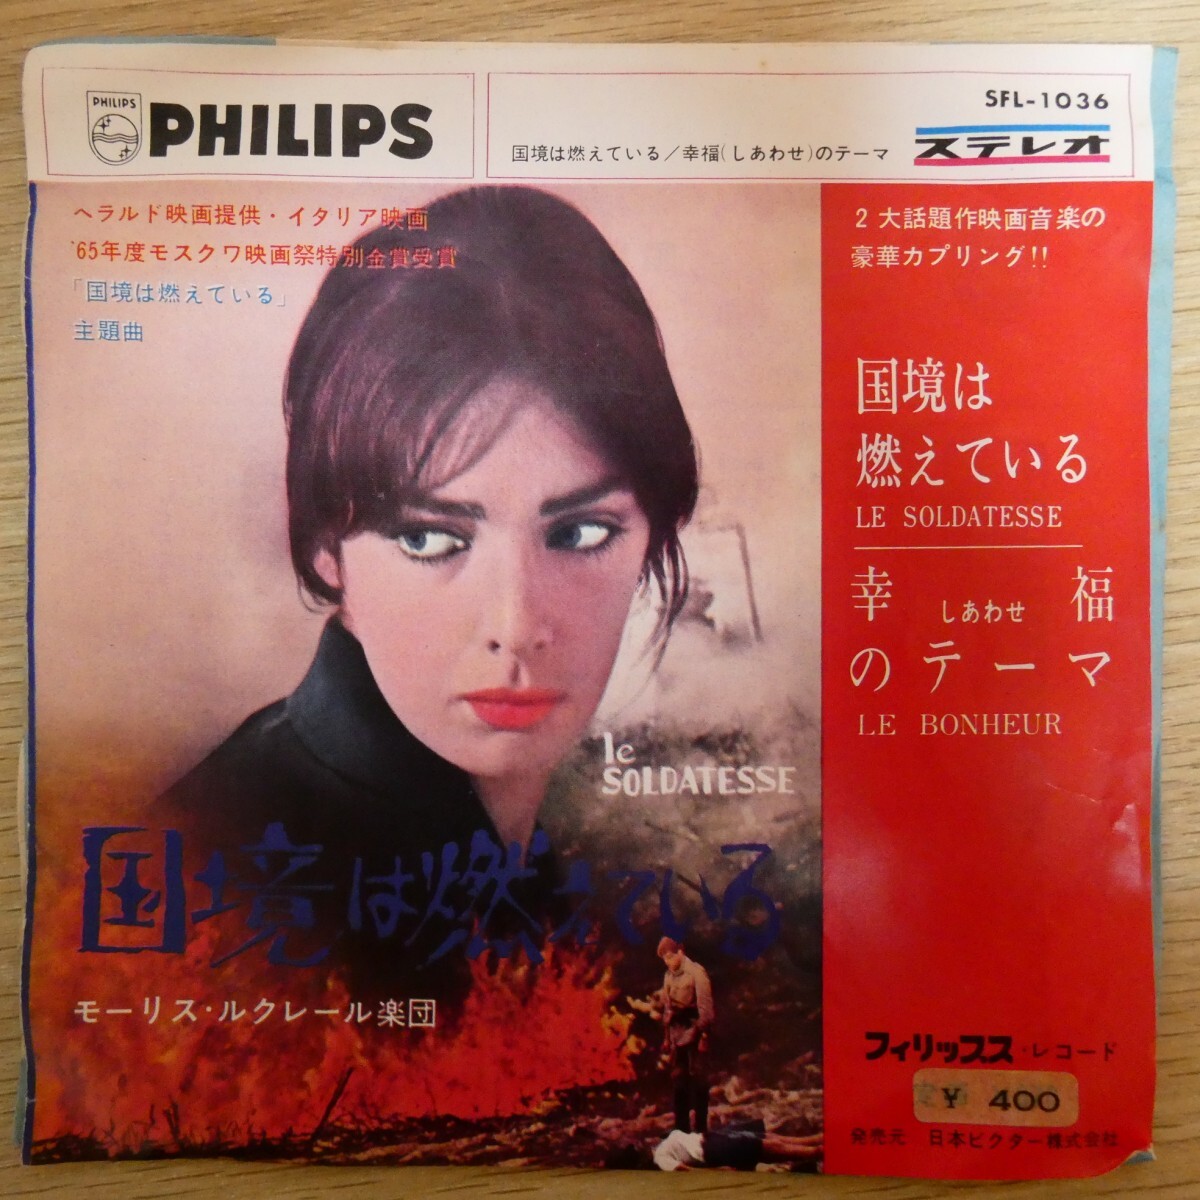 PHILIPS
PHILIPS
SFL-1036
国境は燃えている/幸福(しあわせ)のテーマ
ステレオ
ヘラルド映画提供・イタリア映画
'65年度モスクワ映画祭特別金賞受賞
「国境は燃えている」
主題曲
2大話題作映画音楽の
豪華カプリング!!
国境は
燃えている
LE SOLDATESSE
幸福
しあわせ
のテーマ
LE BONHEUR
le
SOLDATESSE
国境は燃えている
モーリス・ルクレール楽団
フィリップス・レコード
¥ 400
発売元 日本ビクター株式会社